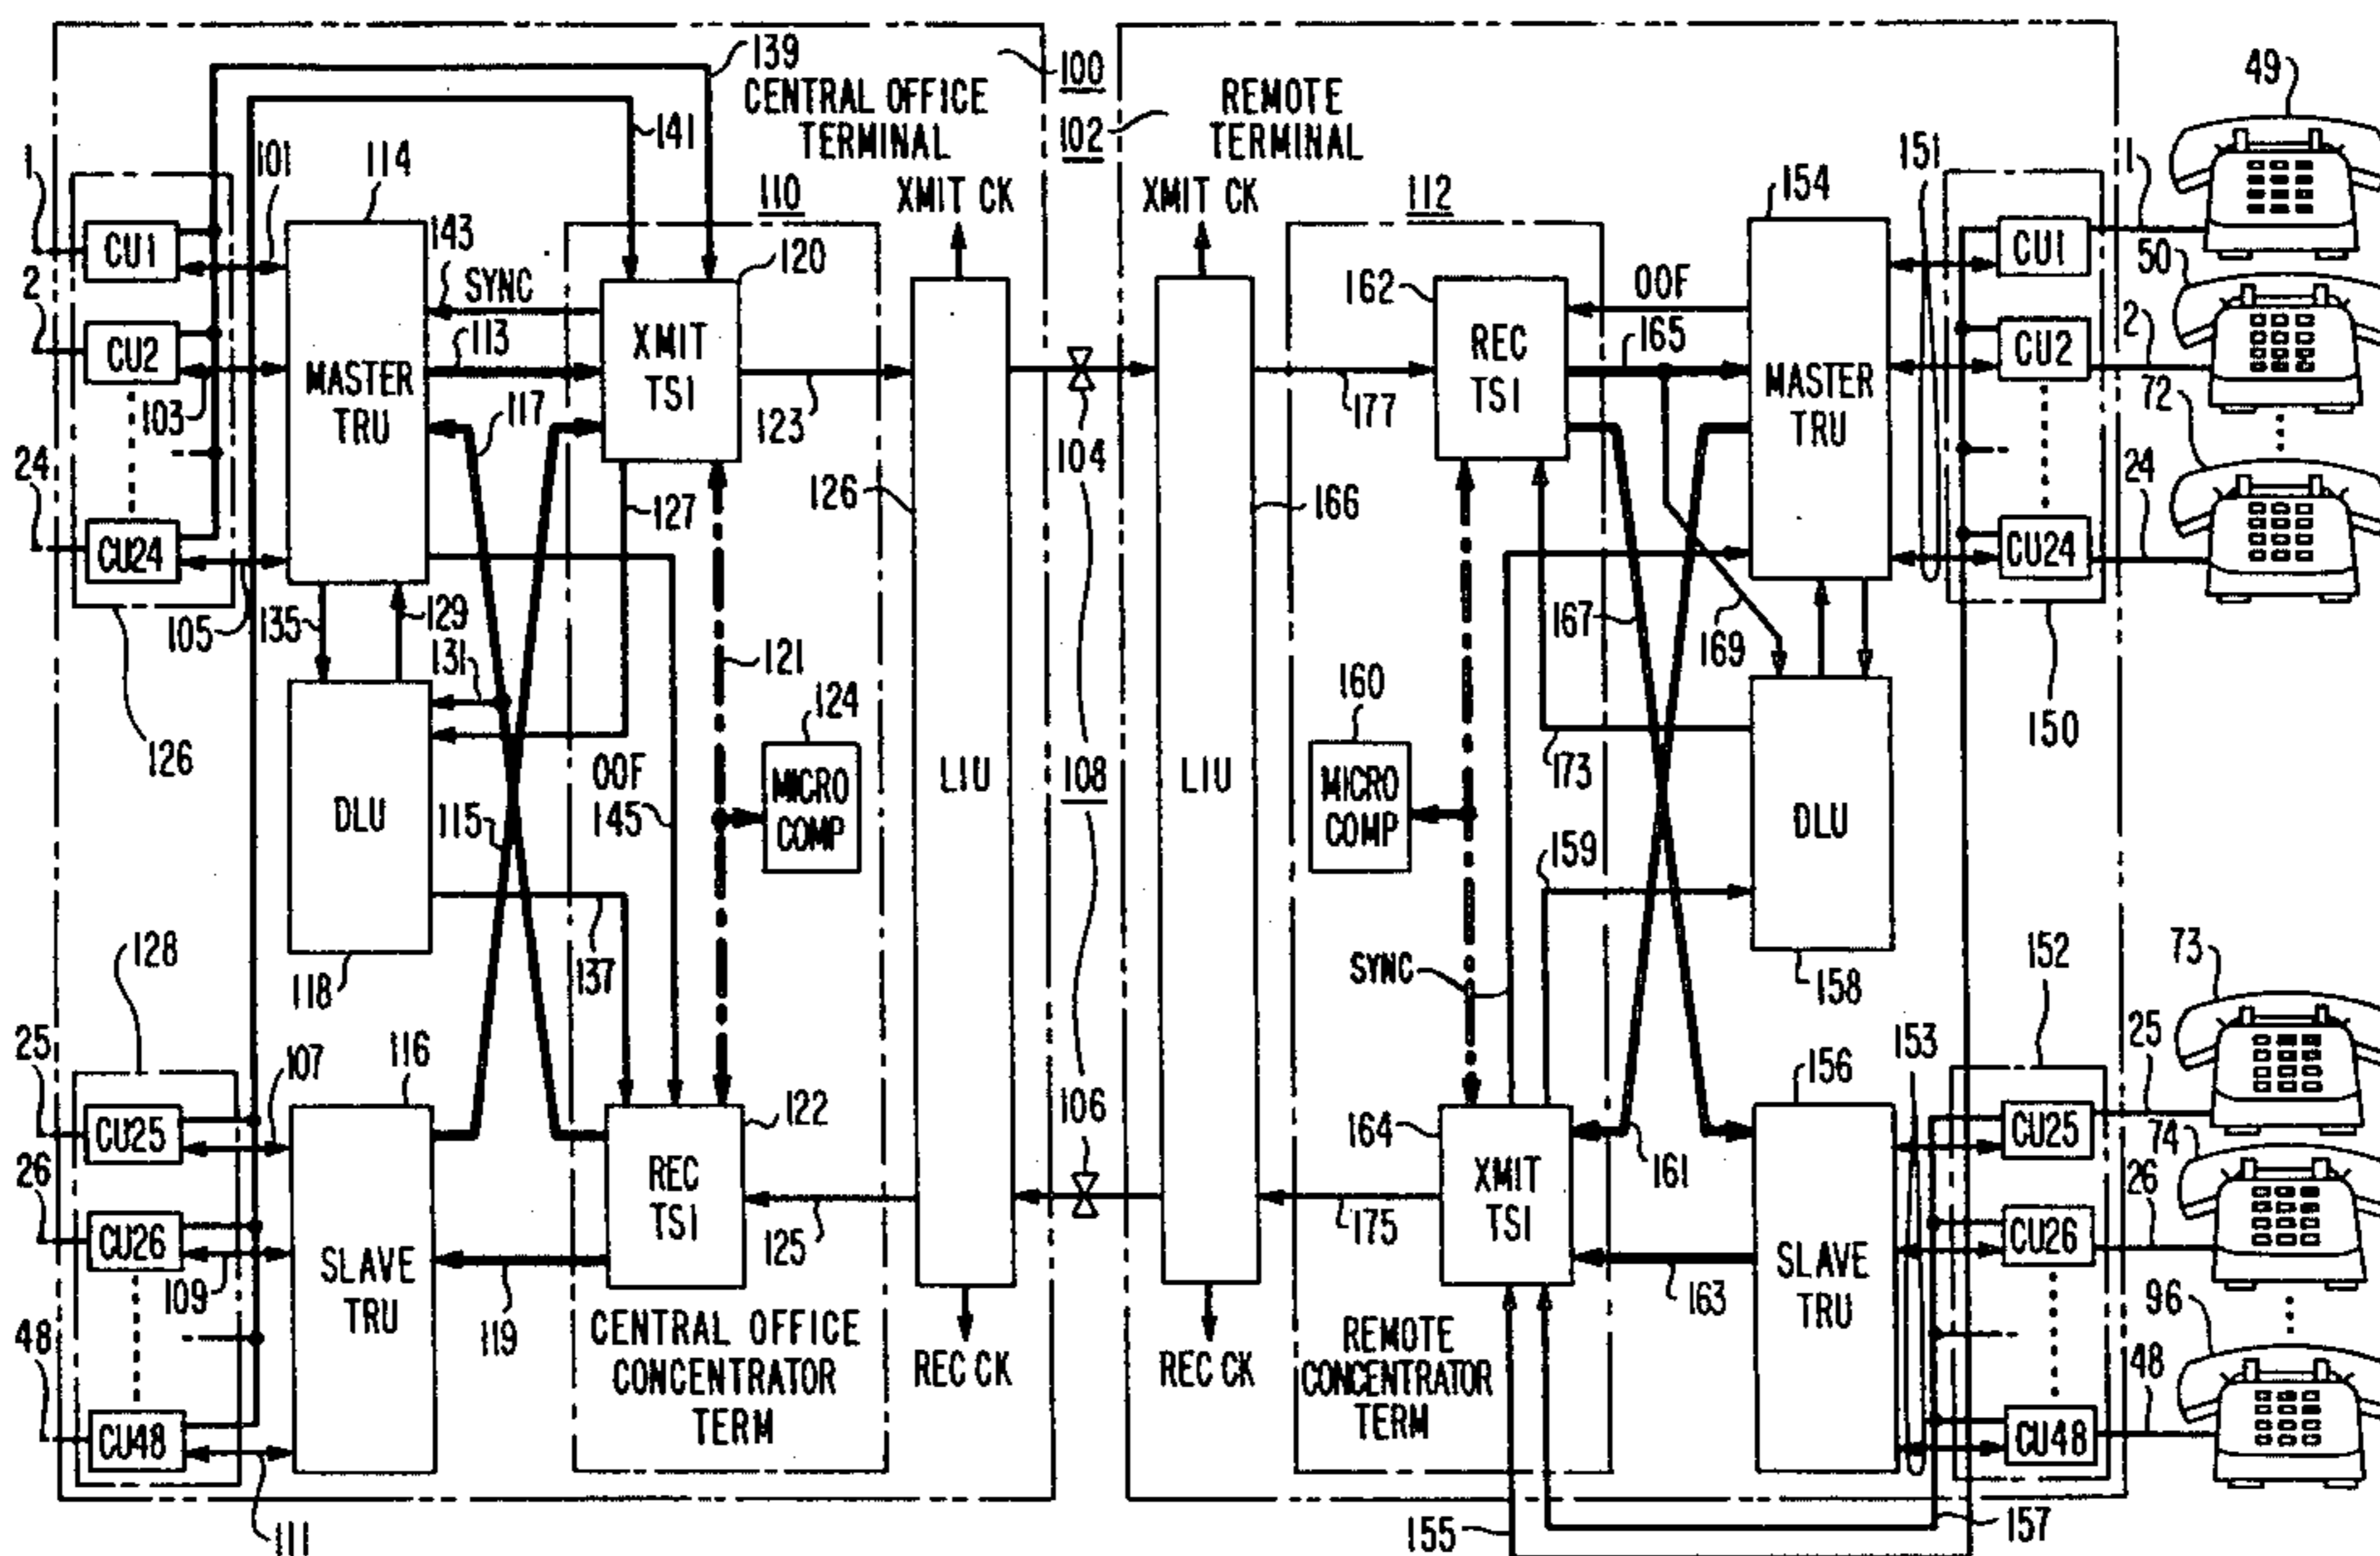 139
100
CENTRAL OFFICE
TERMINAL
102
REMOTE
TERMINAL
49
141
1
101
114
110
XMIT CK
XMIT CK
112
154
151
1
CU1
143
SYNC
120
162
OOF
CU1
50
2
CU2
113
XMIT
TSI
REC
TSI
165
CU2
2
103
MASTER
TRU
117
123
177
MASTER
TRU
72
24
CU24
127
126
104
166
CU24
24
105
135
129
131
121
167
169
151
126
124
160
173
150
MICRO
COMP
OOF
145
LIU
108
LIU
MICRO
COMP
DLU
115
DLU
159
137
118
SYNC
158
128
152
73
25
107
116
122
106
164
156
153
25
CU25
CU25
74
26
CU26
REC
TSI
125
175
XMIT
TSI
161
CU26
26
109
SLAVE
TRU
119
163
SLAVE
TRU
96
48
CU48
CENTRAL OFFICE
CONCENTRATOR
TERM
REC CK
REC CK
REMOTE
CONCENTRATOR
TERM
CU48
48
111
155
157